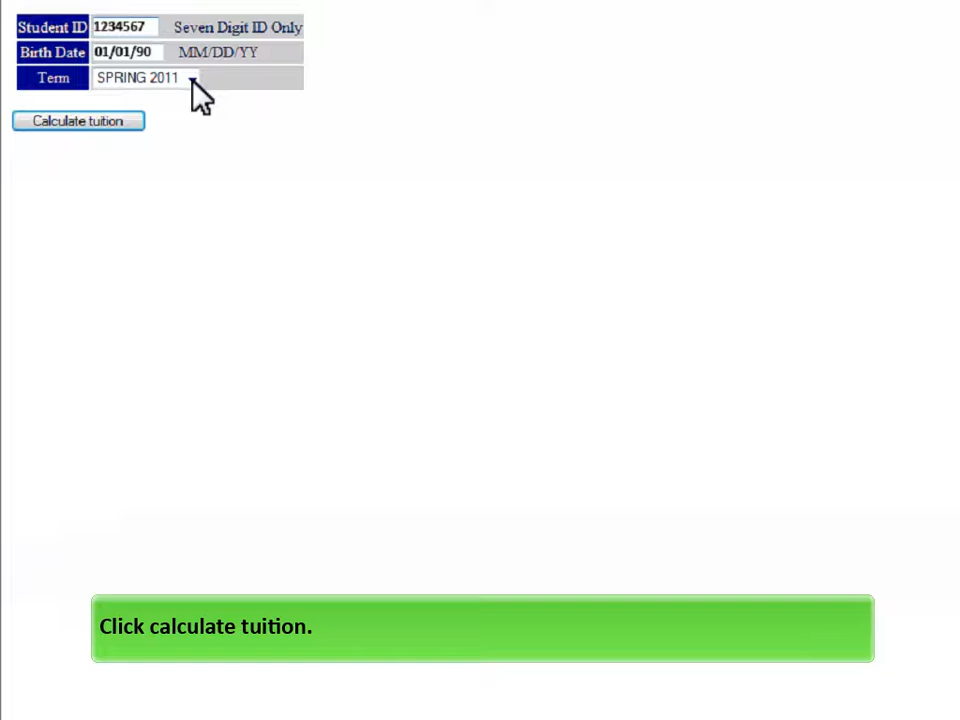 Student ID 1234567 Seven Digit ID Only
Birth Date 01/01/90 MM/DD/YY
Term SPRING 2011
Calculate tuition
Click calculate tuition.